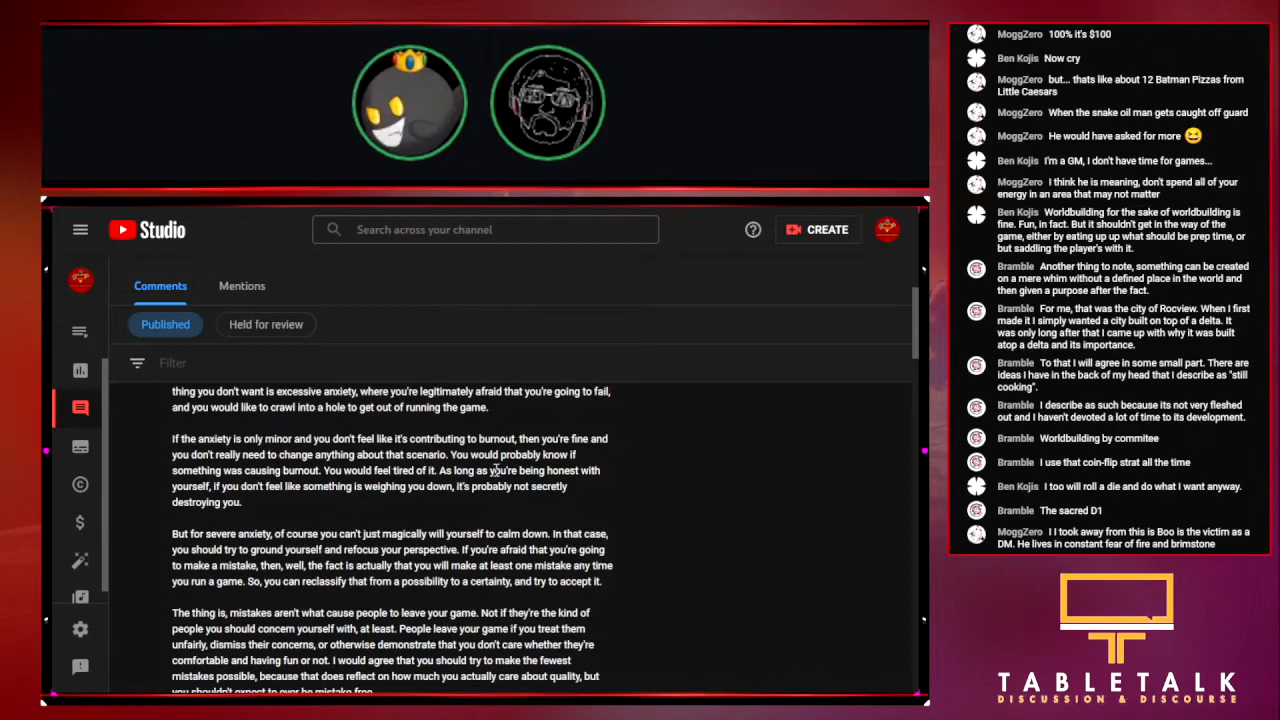 Studio
Search across your channel
CREATE
Comments
Mentions
Published
Held for review
Filter
thing you don't want is excessive anxiety, where you're legitimately afraid that you're going to fail,
and you would like to crawl into a hole to get out of running the game.
If the anxiety is only minor and you don't feel like it's contributing to burnout, then you're fine and
you don't really need to change anything about that scenario. You would probably know if
something was causing burnout. You would feel tired of it. As long as you're being honest with
yourself, if you don't feel like something is weighing you down, it's probably not secretly
destroying you.
But for severe anxiety, of course you can't just magically will yourself to calm down. In that case,
you should try to ground yourself and refocus your perspective. If you're afraid that you're going
to make a mistake, then, well, the fact is actually that you will make at least one mistake any time
you run a game. So, you can reclassify that from a possibility to a certainty, and try to accept it.
The thing is, mistakes aren't what cause people to leave your game. Not if they're the kind of
people you should concern yourself with, at least. People leave your game if you treat them
unfairly, dismiss their concerns, or otherwise demonstrate that you don't care whether they're
comfortable and having fun or not. I would agree that you should try to make the fewest
mistakes possible, because that does reflect on how much you actually care about quality, but
you shouldn't expect to ever be mistake free.
MoggZero 100% it's $100
Ben Kojis Now cry
MoggZero but... thats like about 12 Batman Pizzas from
Little Caesars
MoggZero When the snake oil man gets caught off guard
MoggZero He would have asked for more 😆
Ben Kojis I'm a GM, I don't have time for games...
MoggZero I think he is meaning, don't spend all of your
energy in an area that may not matter
Ben Kojis Worldbuilding for the sake of worldbuilding is
fine. Fun, in fact. But it shouldn't get in the way of the
game, either by eating up up what should be prep time, or
but saddling the player's with it.
Bramble Another thing to note, something can be created
on a mere whim without a defined place in the world and
then given a purpose after the fact.
Bramble For me, that was the city of Rocview. When I first
made it I simply wanted a city built on top of a delta. It
was only long after that I came up with why it was built
atop a delta and its importance.
Bramble To that I will agree in some small part. There are
ideas I have in the back of my head that I describe as "still
cooking".
Bramble I describe as such because its not very fleshed
out and I haven't devoted a lot of time to its development.
Bramble Worldbuilding by commitee
Bramble I use that coin-flip strat all the time
Ben Kojis I too will roll a die and do what I want anyway.
Bramble The sacred D1
MoggZero I I took away from this is Boo is the victim as a
DM. He lives in constant fear of fire and brimstone
TABLETALK
DISCUSSION & DISCOURSE